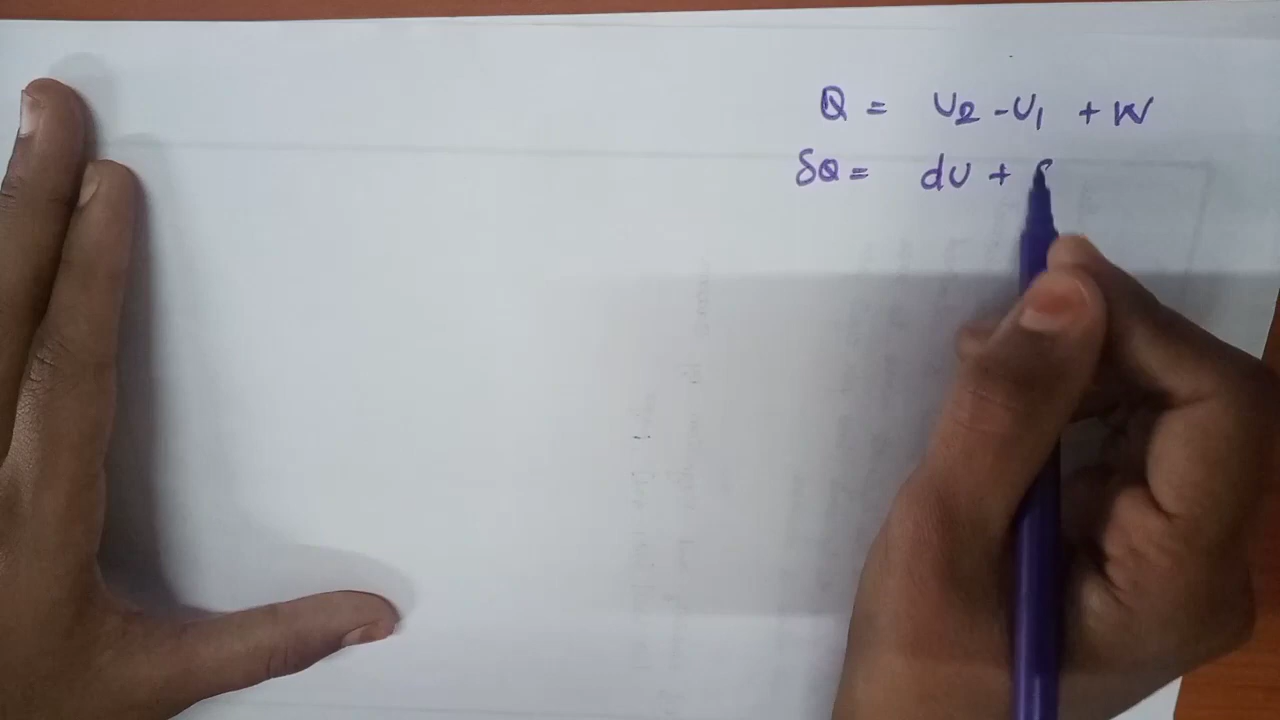 Q = U2 - U1 + W
δQ = dU +